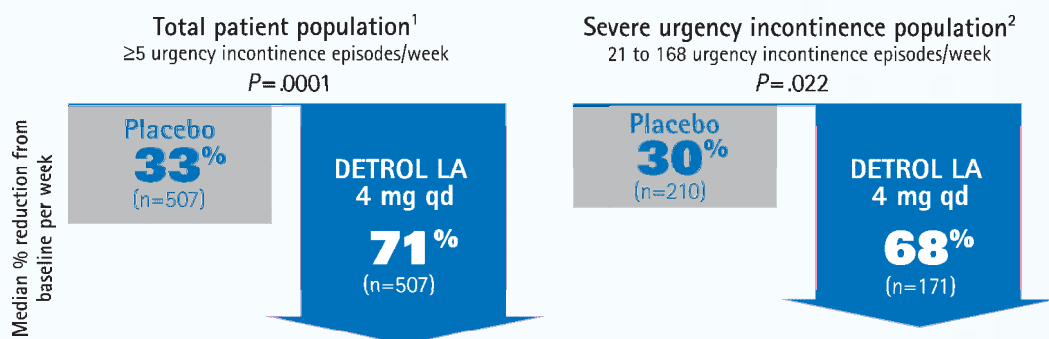 Total patient population1
≥5 urgency incontinence episodes/week
P=.0001
Placebo
33%
(n=507)
DETROL LA
4 mg qd
71%
(n=507)
Severe urgency incontinence population2
21 to 168 urgency incontinence episodes/week
P=.022
Placebo
30%
(n=210)
DETROL LA
4 mg qd
68%
(n=171)
Median % reduction from
baseline per week